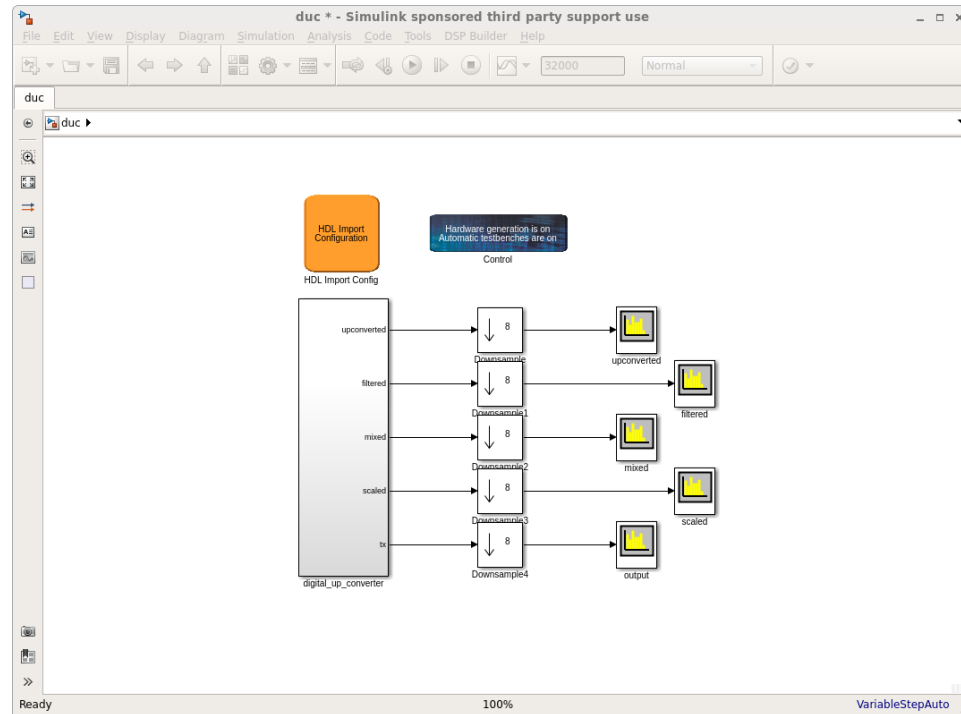 duc * - Simulink sponsored third party support use
File Edit View Display Diagram Simulation Analysis Code Tools DSP Builder Help
32000 Normal
duc
duc
HDL Import
Configuration
HDL Import Config
Hardware generation is on
Automatic testbenches are on
Control
upconverted
8
Downsample
upconverted
filtered
8
Downsample1
filtered
mixed
8
Downsample2
mixed
scaled
8
Downsample3
scaled
tx
8
Downsample4
output
digital_up_converter
Ready 100% VariableStepAuto